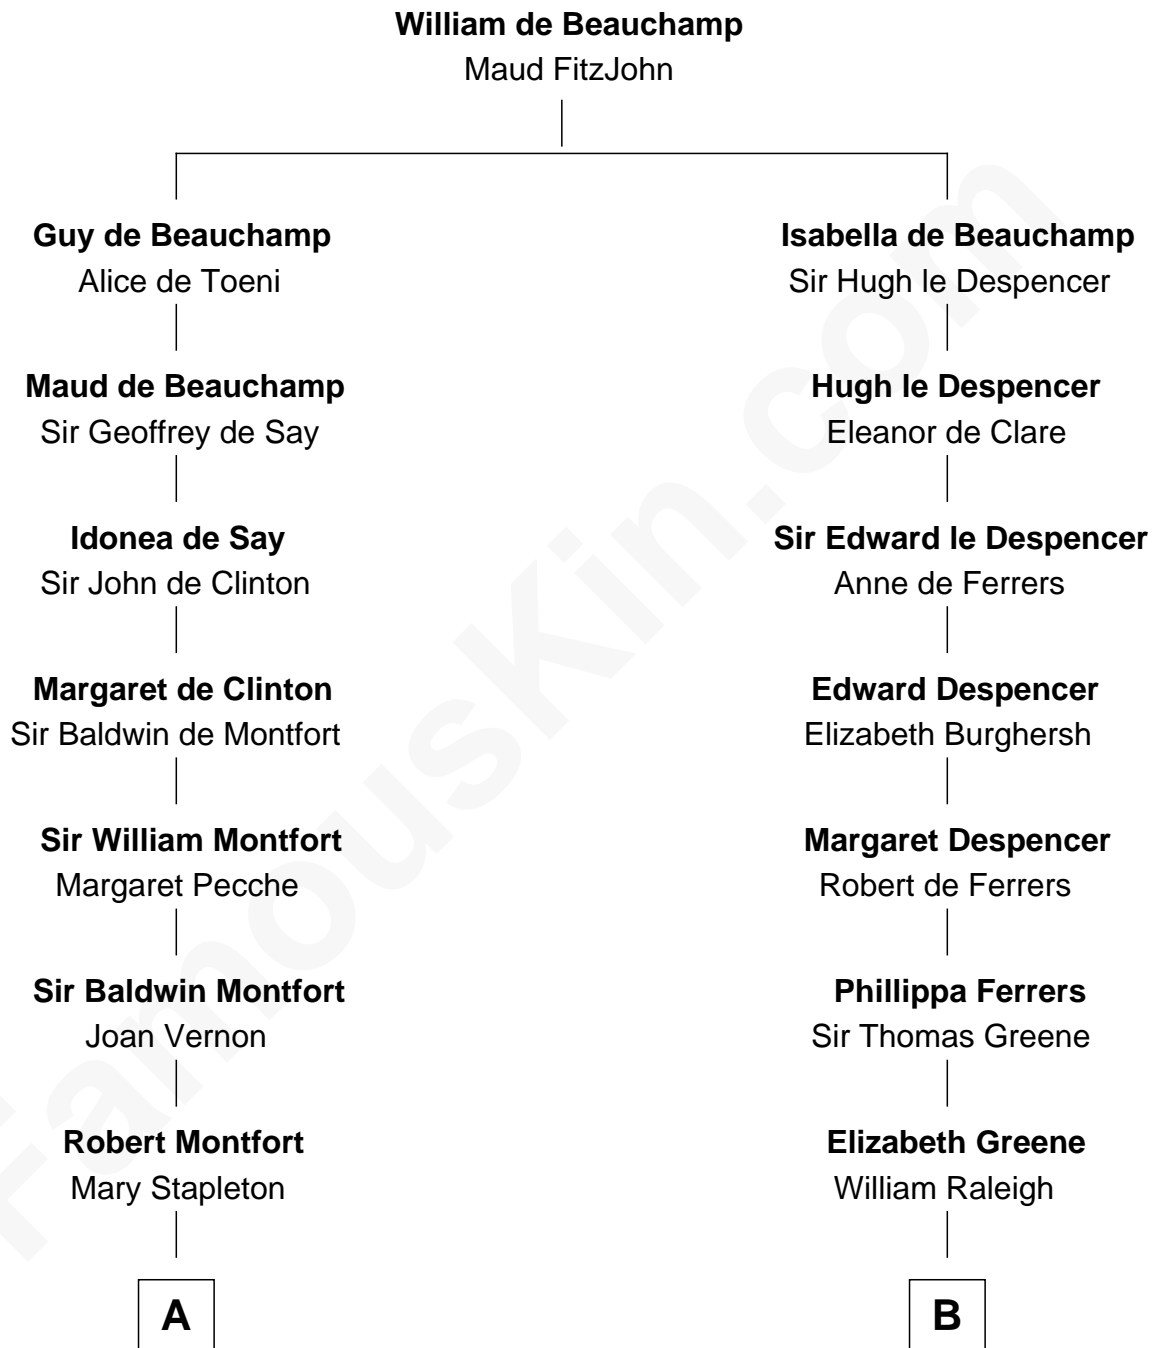 William de Beauchamp
Maud FitzJohn
Guy de Beauchamp
Alice de Toeni
Maud de Beauchamp
Sir Geoffrey de Say
Idonea de Say
Sir John de Clinton
Margaret de Clinton
Sir Baldwin de Montfort
Sir William Montfort
Margaret Pecche
Sir Baldwin Montfort
Joan Vernon
Robert Montfort
Mary Stapleton
A
Isabella de Beauchamp
Sir Hugh le Despencer
Hugh le Despencer
Eleanor de Clare
Sir Edward le Despencer
Anne de Ferrers
Edward Despencer
Elizabeth Burghersh
Margaret Despencer
Robert de Ferrers
Phillippa Ferrers
Sir Thomas Greene
Elizabeth Greene
William Raleigh
B
FamousKin.com